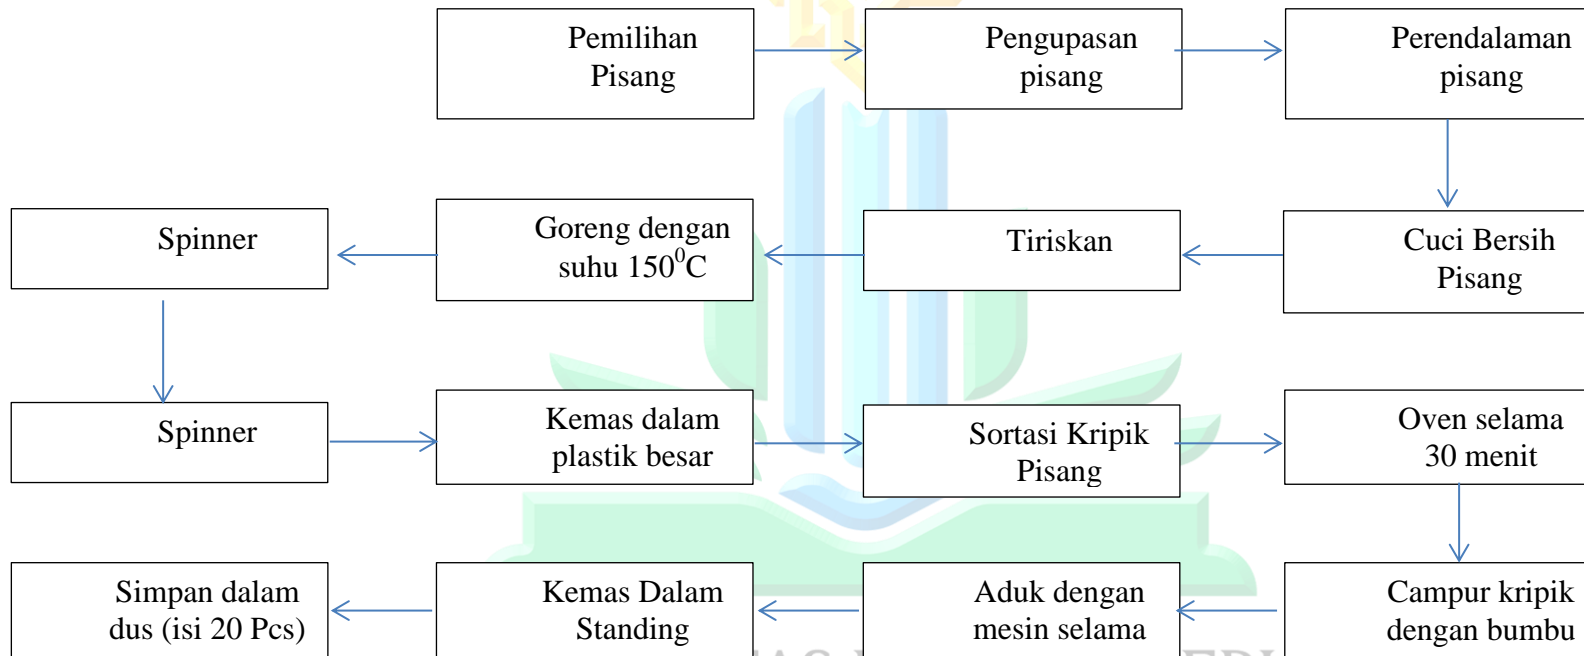 Pemilihan
Pisang
Pengupasan
pisang
Perendalaman
pisang
Cuci Bersih
Pisang
Tiriskan
Goreng dengan
suhu 150⁰C
Spinner
Spinner
Kemas dalam
plastik besar
Sortasi Kripik
Pisang
Oven selama
30 menit
Campur kripik
dengan bumbu
Aduk dengan
mesin selama
Kemas Dalam
Standing
Simpan dalam
dus (isi 20 Pcs)